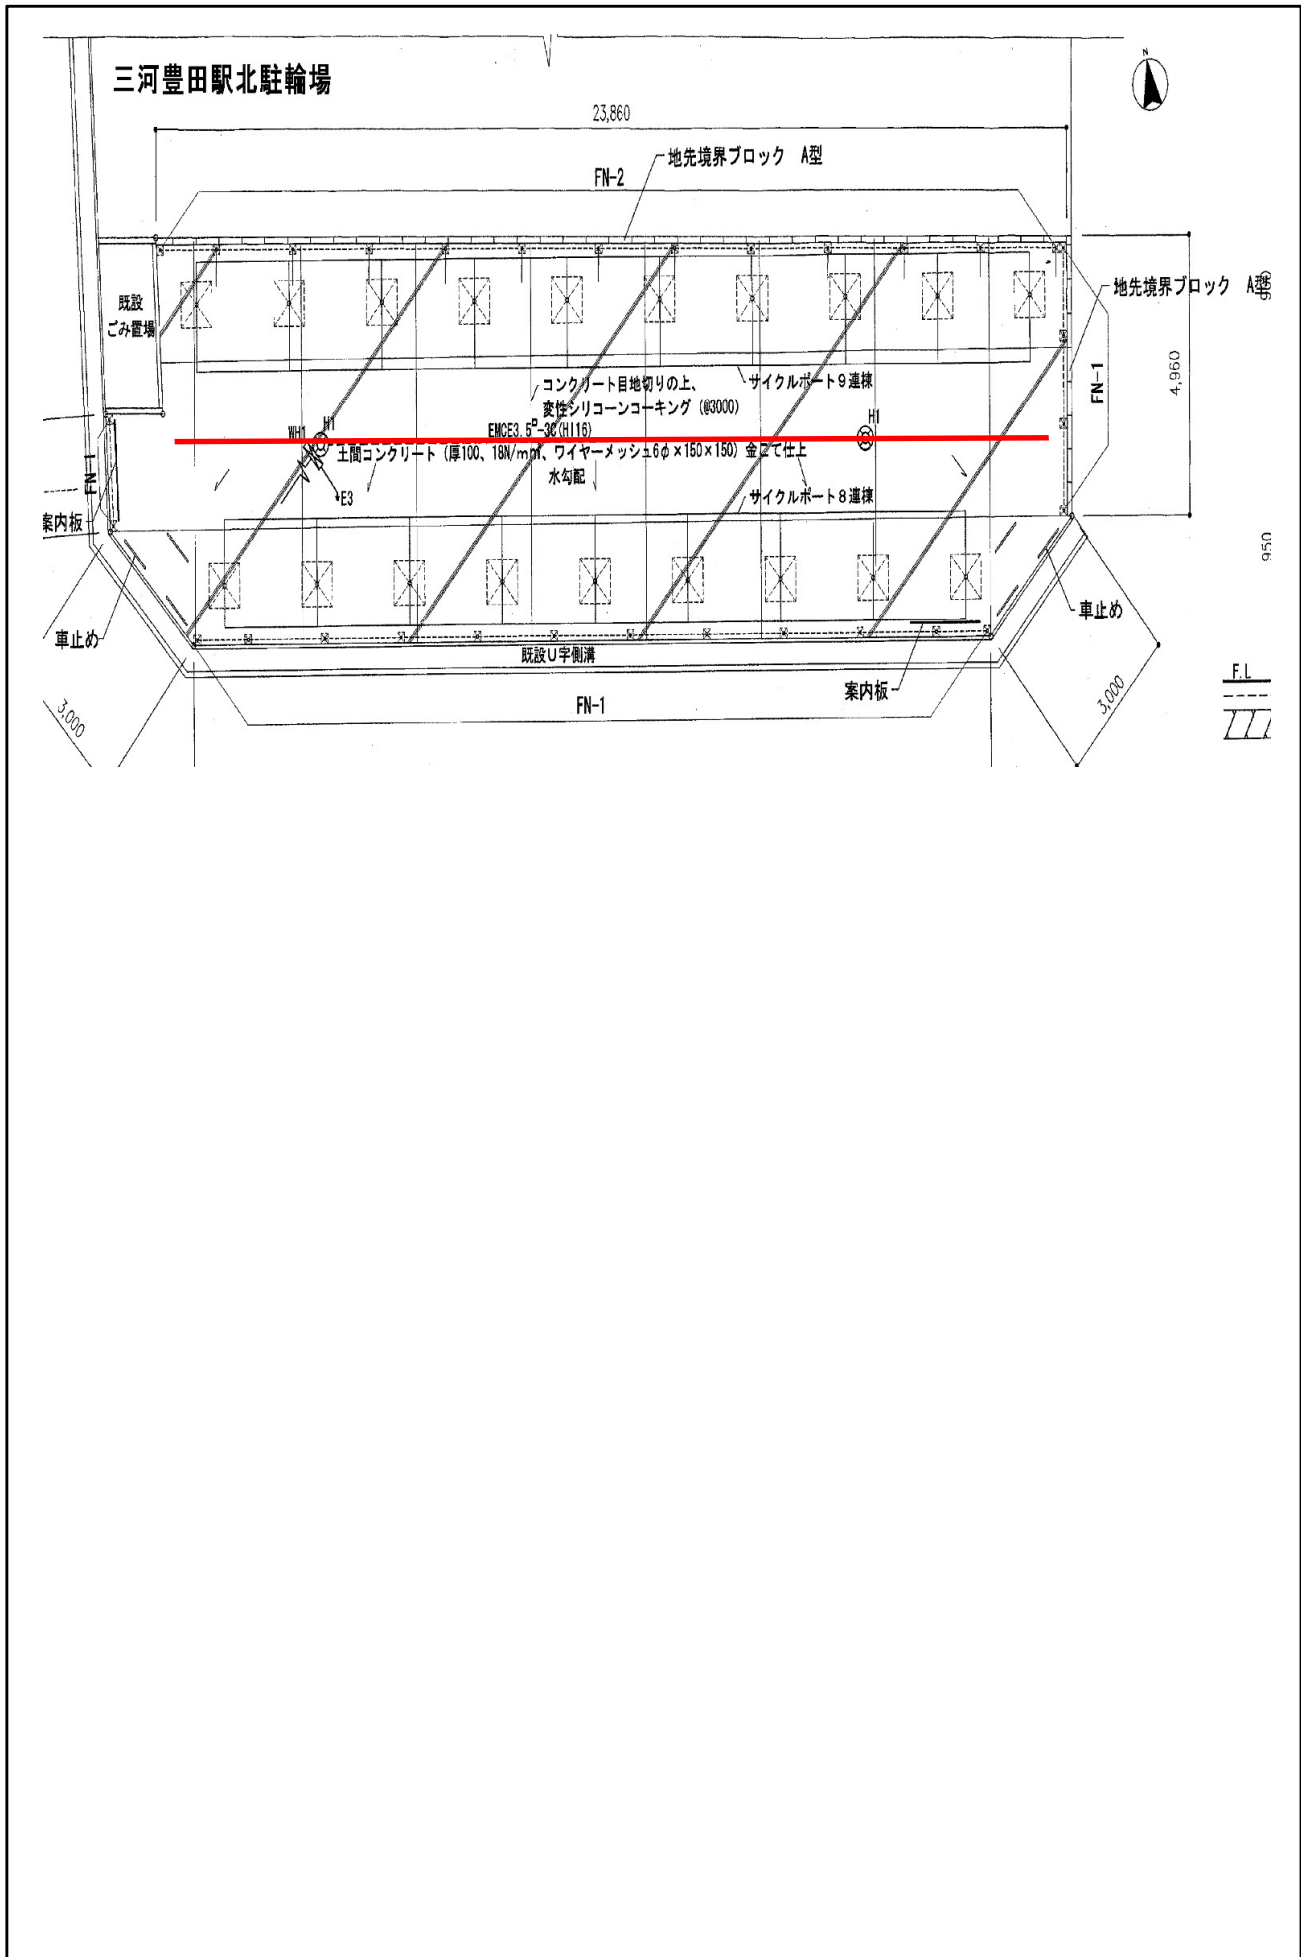 三河豊田駅北駐輪場
N
23,860
地先境界ブロック A型
FN-2
地先境界ブロック A型
既設
ごみ置場
4,960
FN-1
コンクリート目地切りの上、
変性シリコーンコーキング (@3000)
サイクルポート9連棟
H1
WH1
H1
土間コンクリート (厚100、18N/m㎡、ワイヤーメッシュ6φ×150×150) 金ごて仕上
水勾配
E3
サイクルポート8連棟
FN-1
案内板
950
車止め
車止め
既設U字側溝
案内板
FN-1
3,000
3,000
F.L